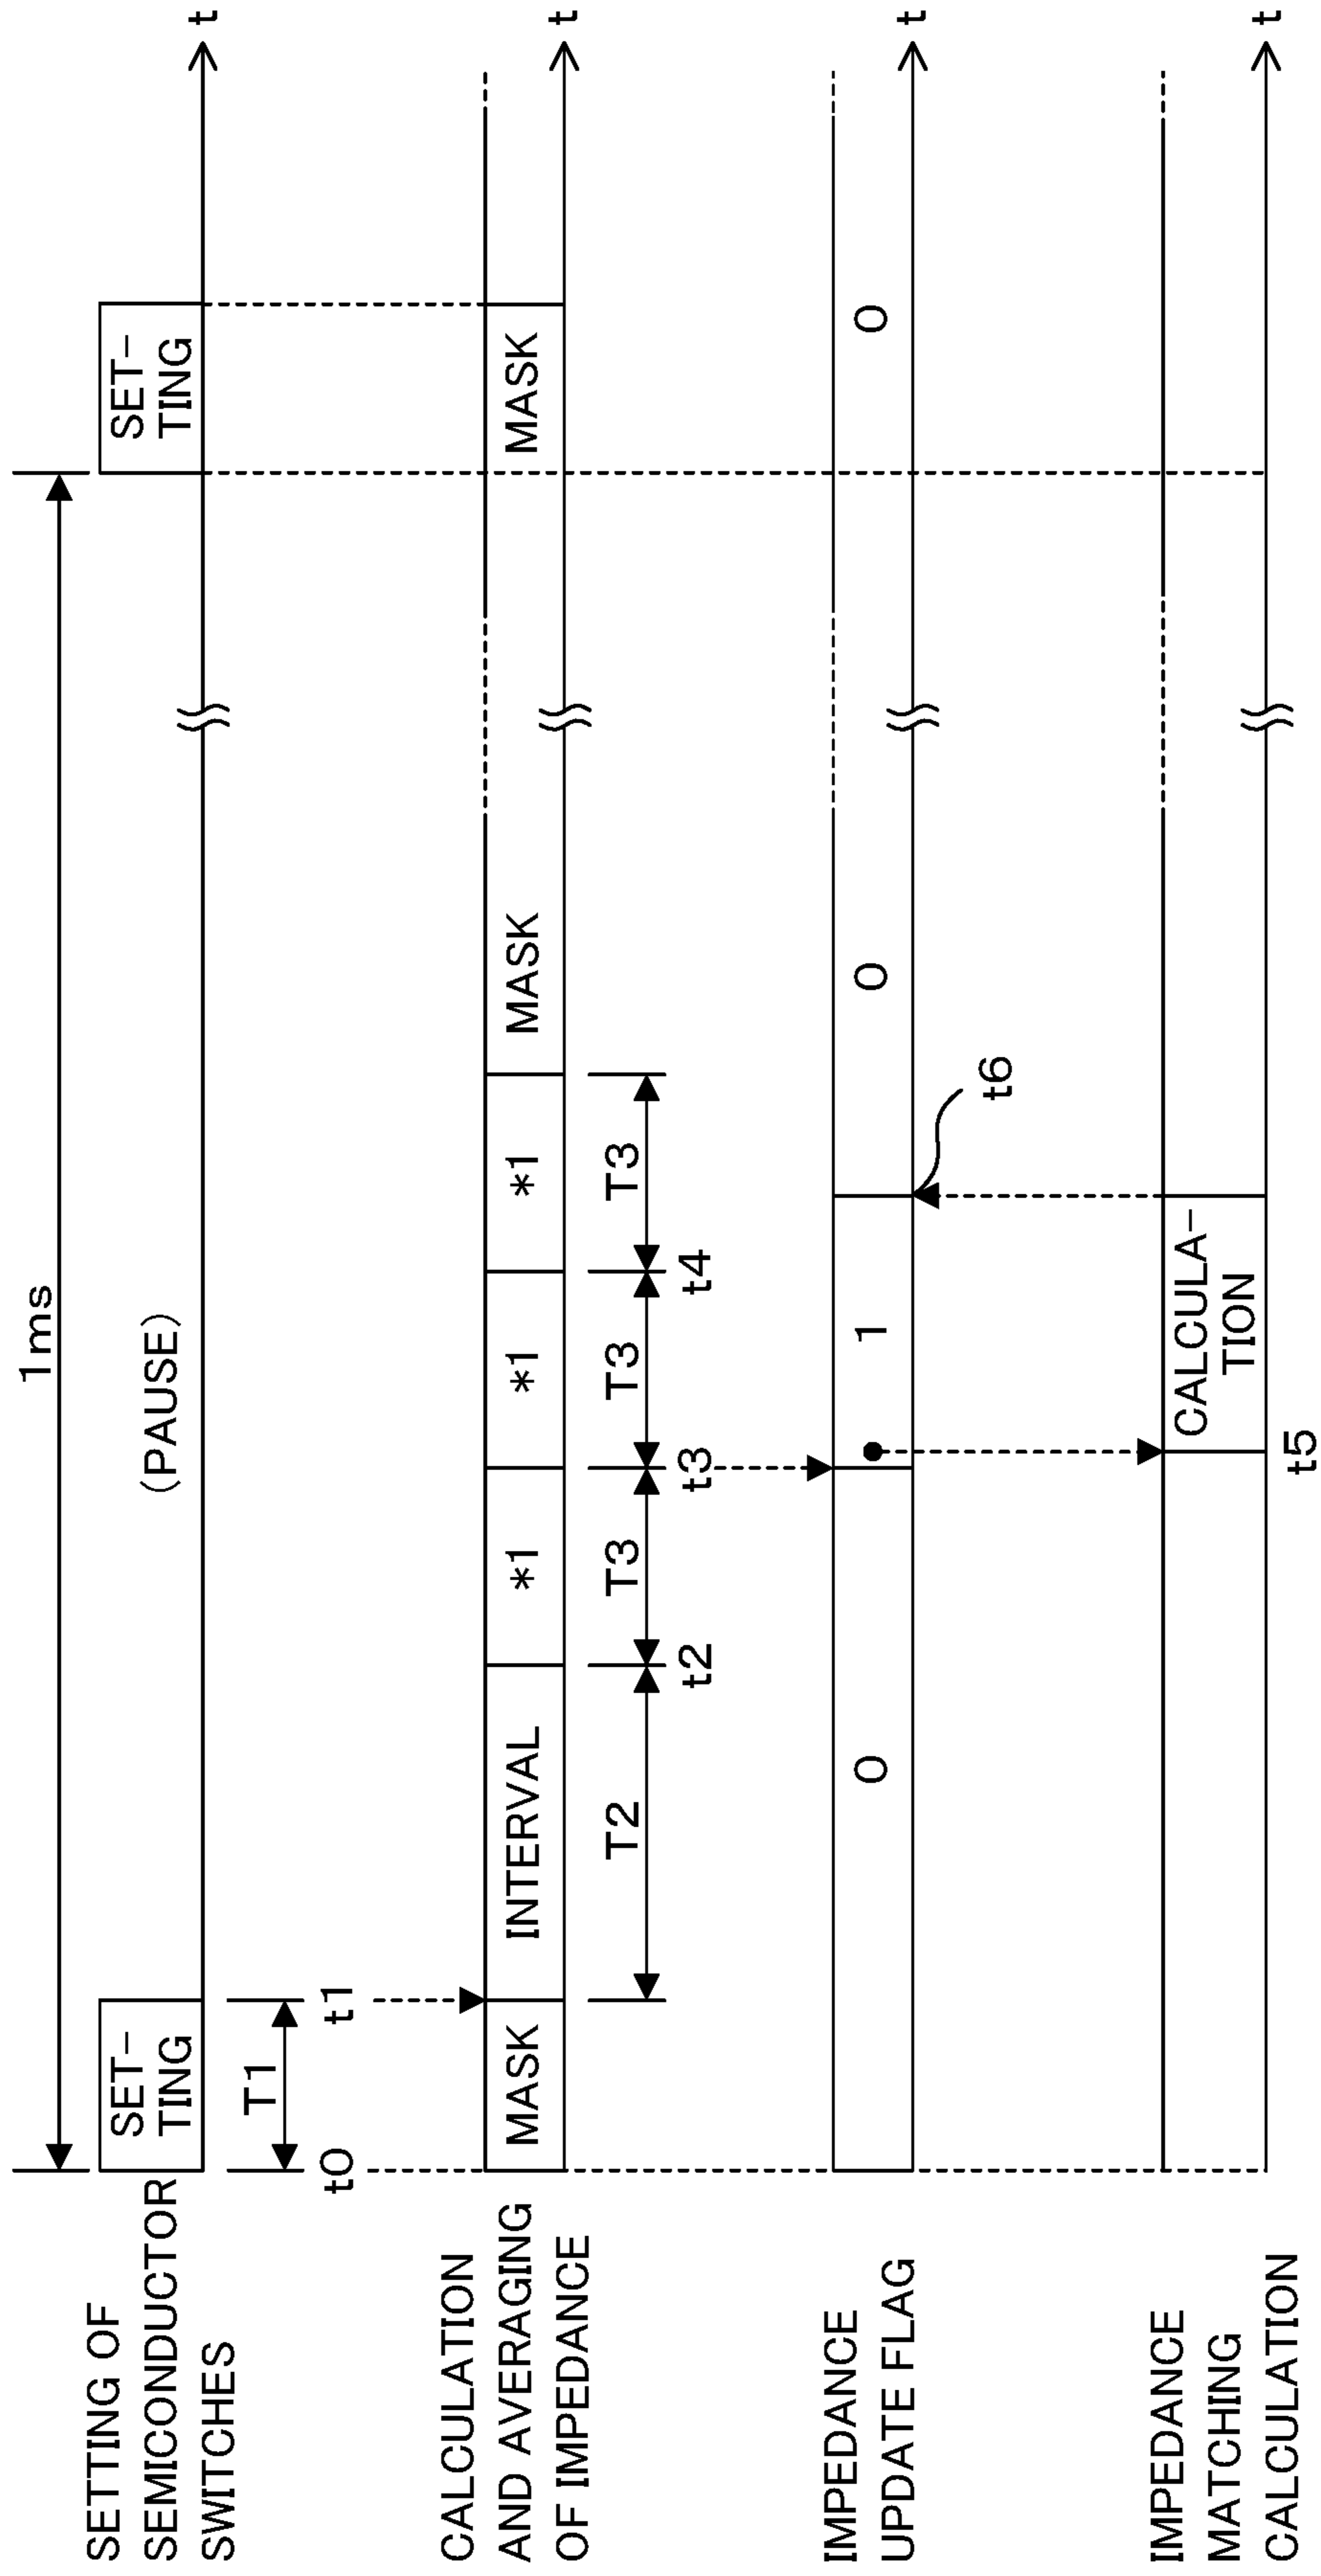 1ms
SETTING OF
SEMICONDUCTOR
SWITCHES
SET-
TING
(PAUSE)
SET-
TING
t
T1
t0
t1
CALCULATION
AND AVERAGING
OF IMPEDANCE
MASK
INTERVAL
*1
*1
*1
MASK
MASK
t
T2
T3
T3
T3
t2
t3
t4
IMPEDANCE
UPDATE FLAG
0
1
0
0
t
t6
IMPEDANCE
MATCHING
CALCULATION
CALCULA-
TION
t
t5